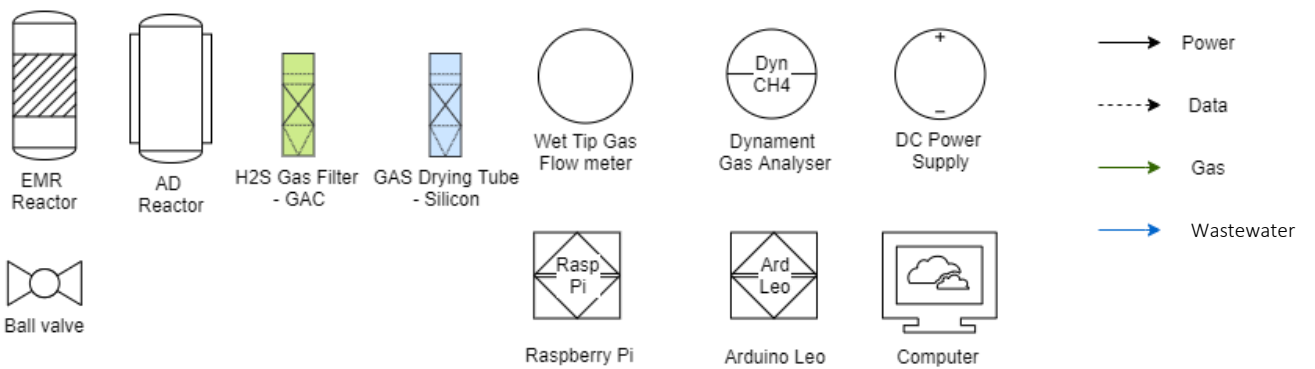 EMR
Reactor
AD
Reactor
H2S Gas Filter
- GAC
GAS Drying Tube
- Silicon
Wet Tip Gas
Flow meter
Dyn
CH4
Dynament
Gas Analyser
+
–
DC Power
Supply
Power
Data
Gas
Wastewater
Ball valve
Rasp
Pi
Raspberry Pi
Ard
Leo
Arduino Leo
Computer